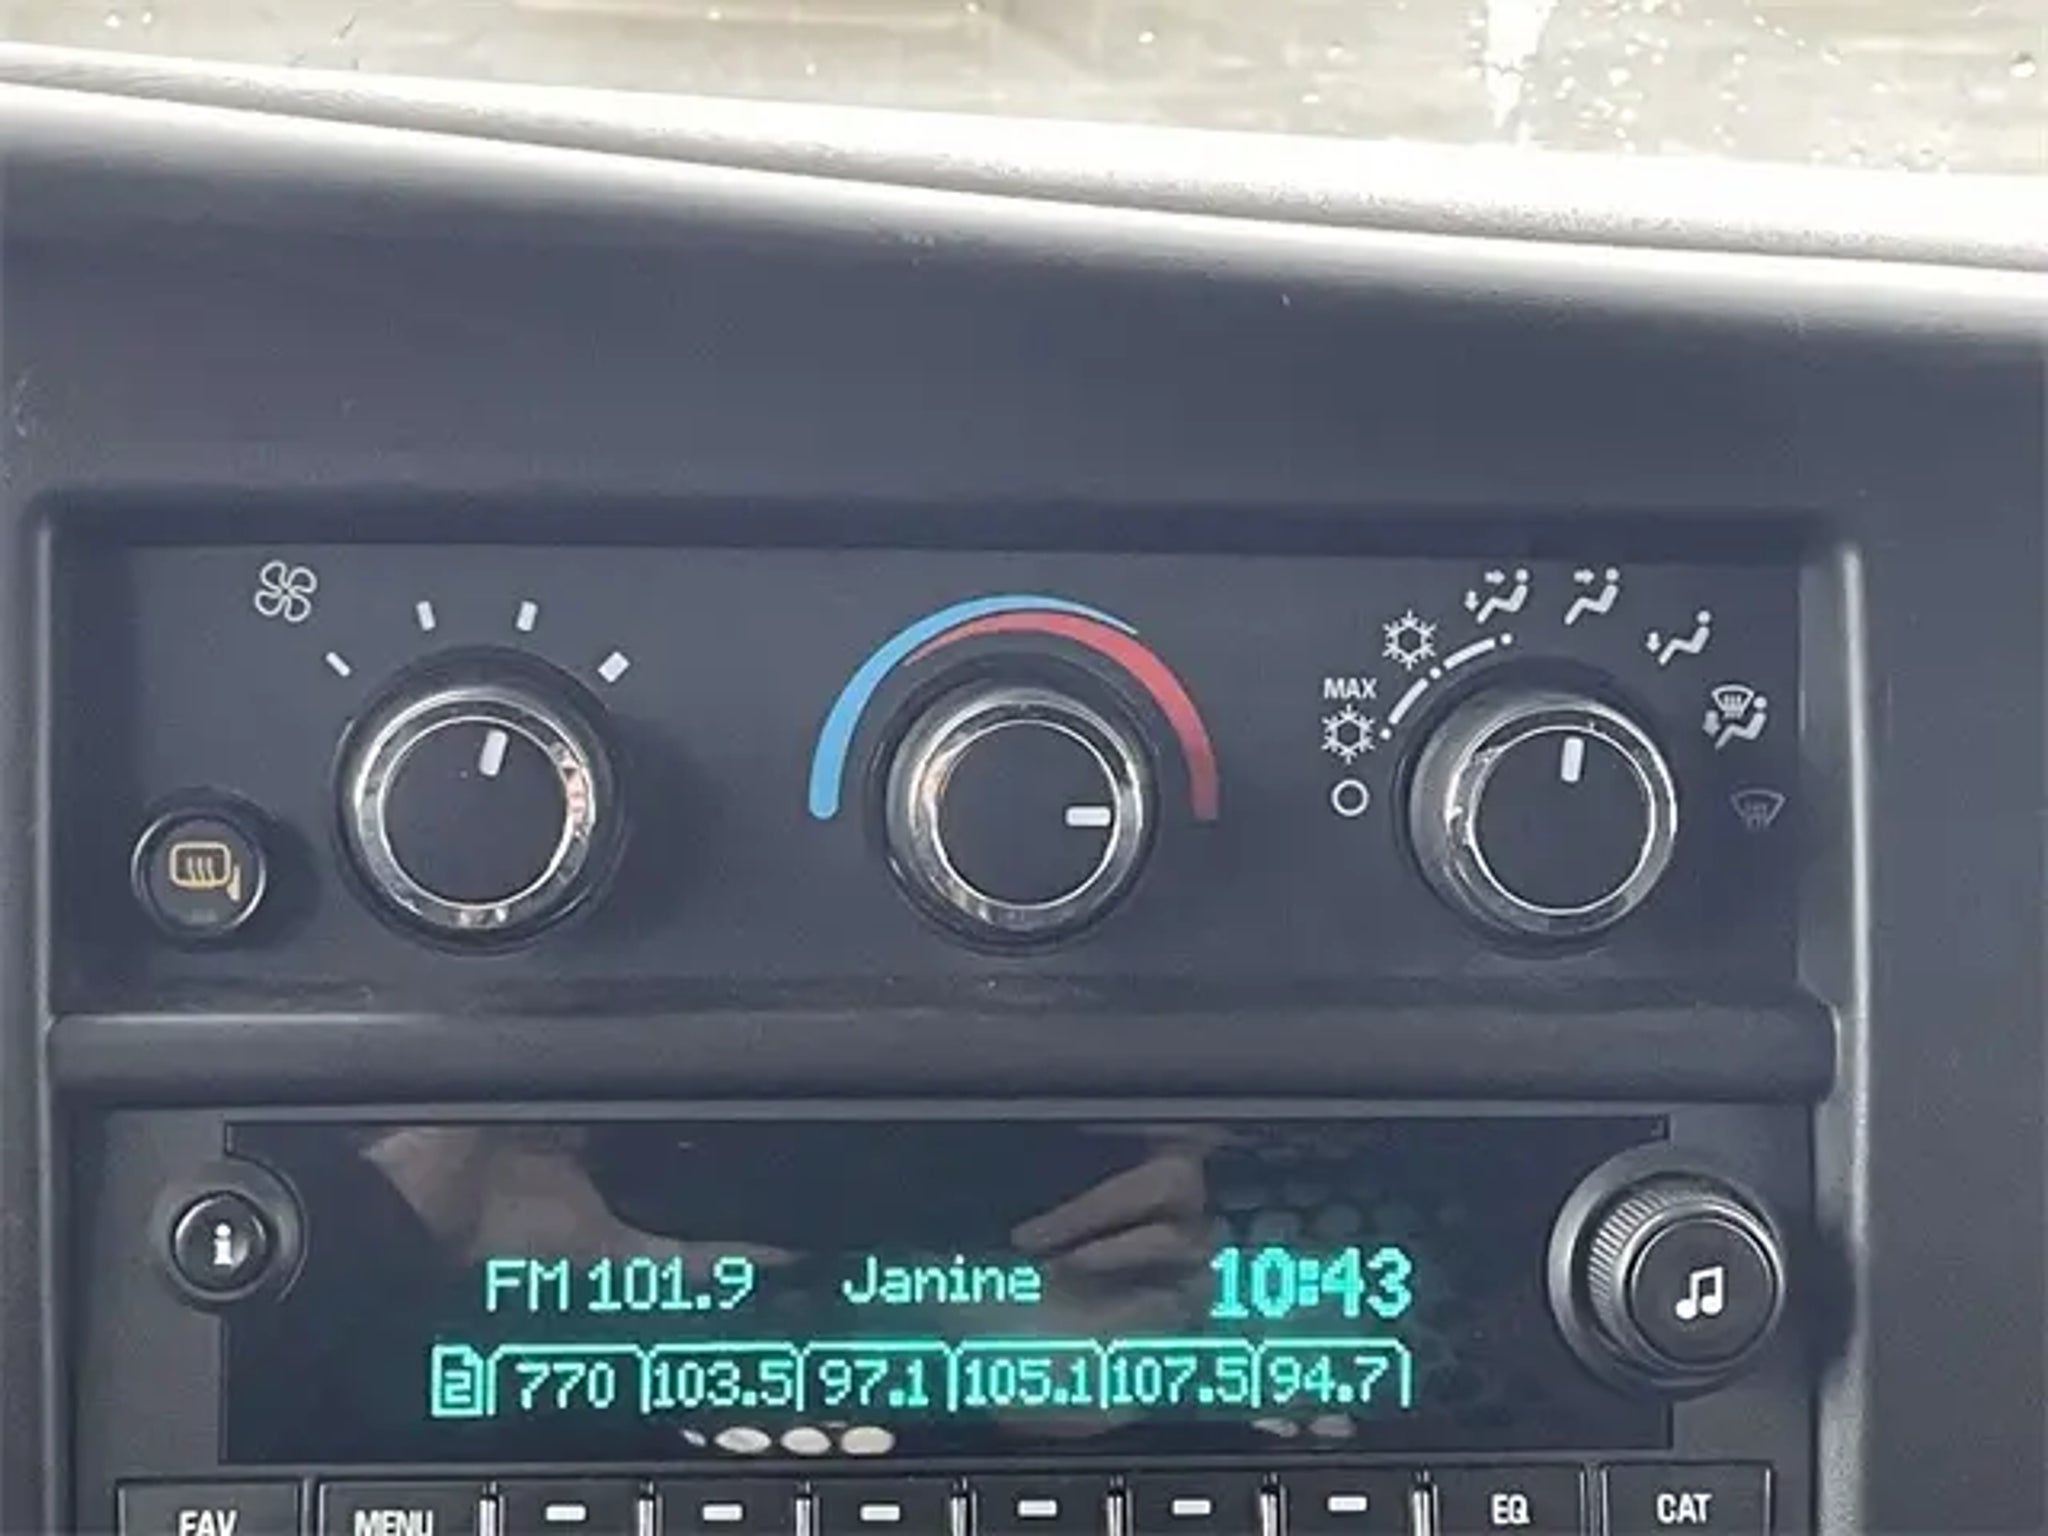 MAX
i
FM 101.9 Janine 10:43
2 770 103.5 97.1 105.1 107.5 94.7
FAV MENU EQ CAT